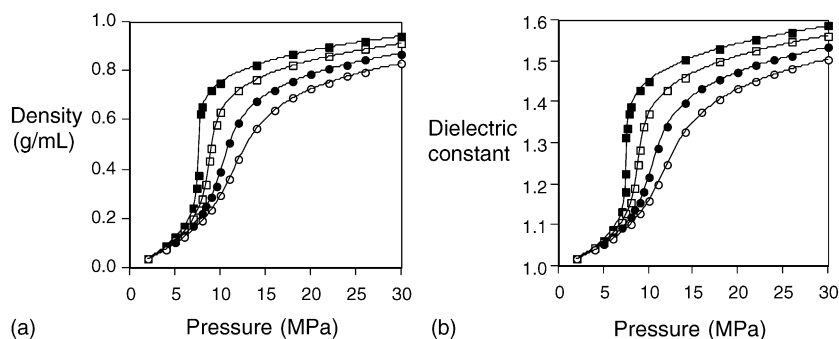 1.0
0.8
0.6
0.4
0.2
0.0
Density
(g/mL)
0 5 10 15 20 25 30
(a) Pressure (MPa)
1.6
1.5
1.4
1.3
1.2
1.1
1.0
Dielectric
constant
0 5 10 15 20 25 30
(b) Pressure (MPa)